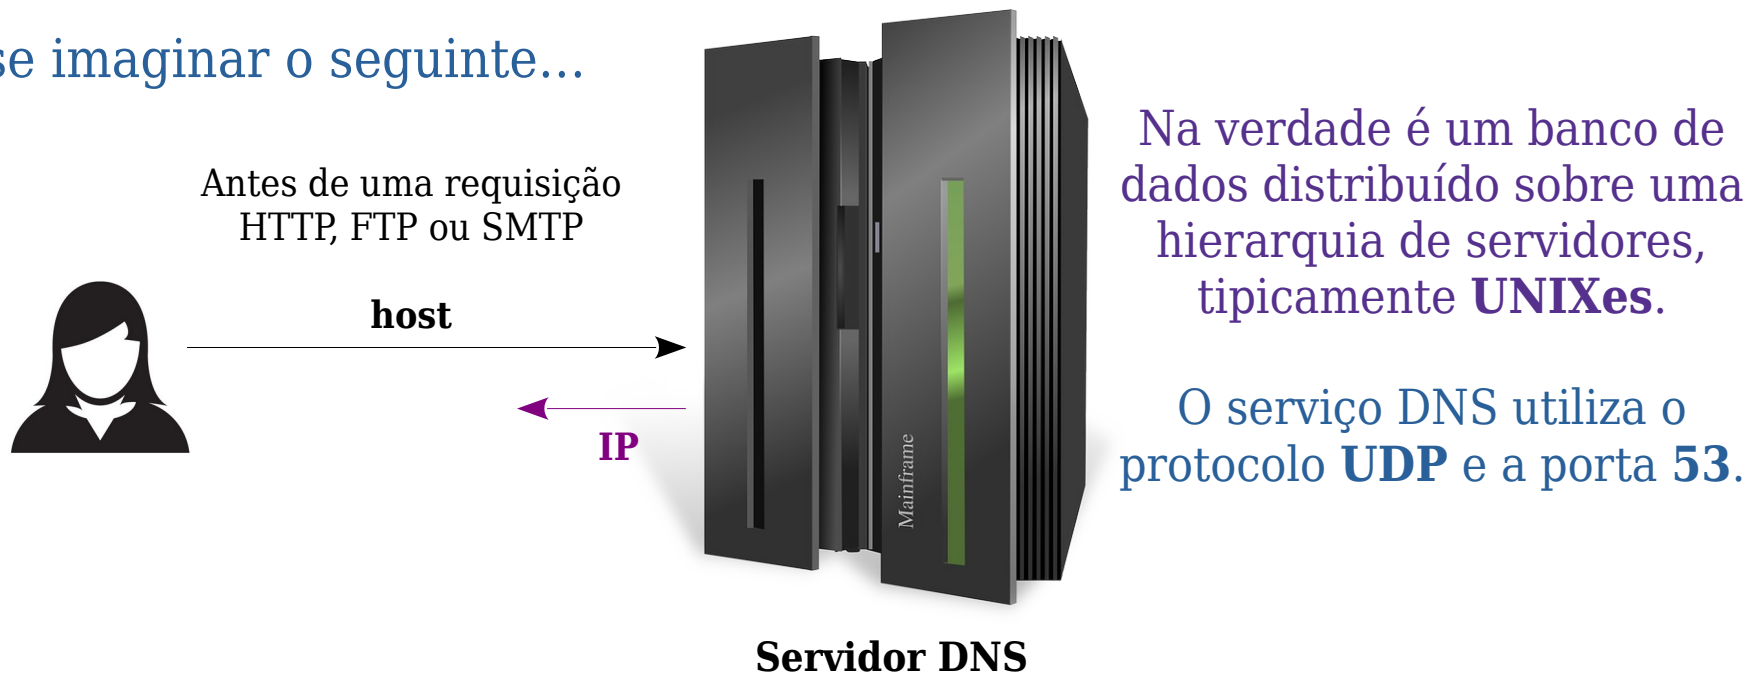 se imaginar o seguinte...
Antes de uma requisição
HTTP, FTP ou SMTP
host
IP
Mainframe
Servidor DNS
Na verdade é um banco de
dados distribuído sobre uma
hierarquia de servidores,
tipicamente UNIXes.
O serviço DNS utiliza o
protocolo UDP e a porta 53.